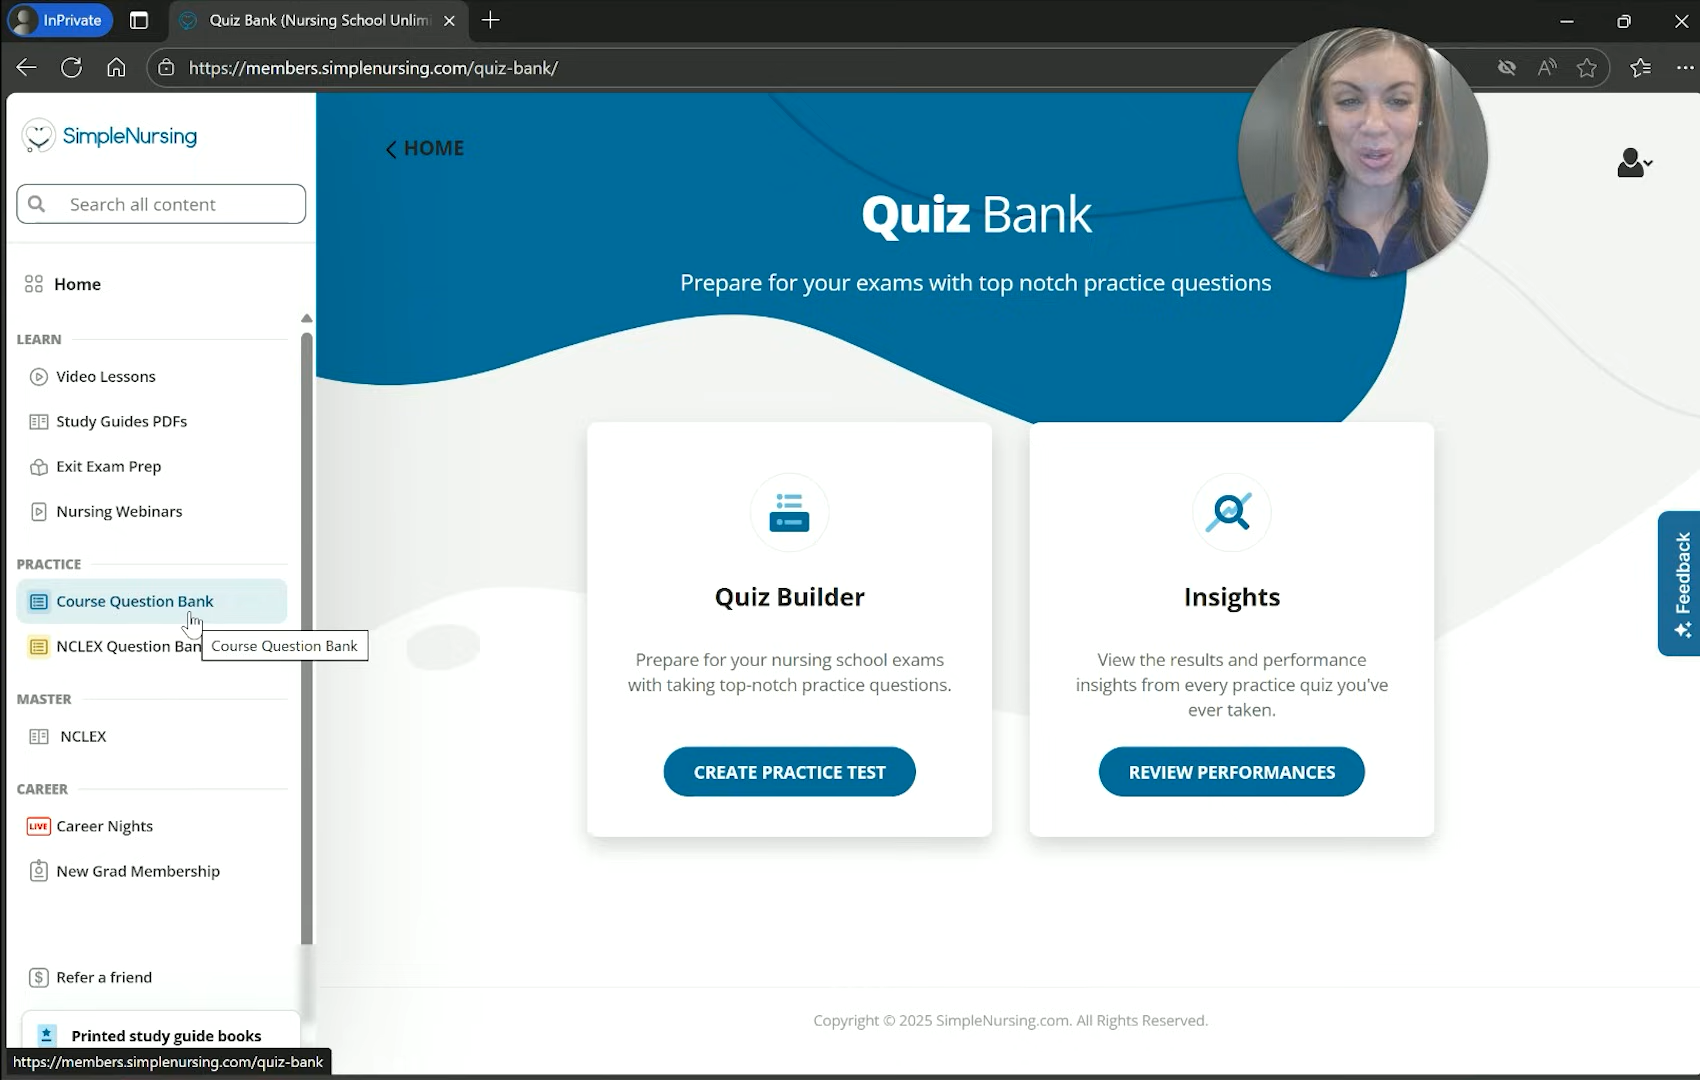 InPrivate
Quiz Bank (Nursing School Unlimi
https://members.simplenursing.com/quiz-bank/
SimpleNursing
Search all content
Home
LEARN
Video Lessons
Study Guides PDFs
Exit Exam Prep
Nursing Webinars
PRACTICE
Course Question Bank
NCLEX Question Ban
Course Question Bank
MASTER
NCLEX
CAREER
LIVE Career Nights
New Grad Membership
Refer a friend
Printed study guide books
https://members.simplenursing.com/quiz-bank
HOME
Quiz Bank
Prepare for your exams with top notch practice questions
Quiz Builder
Prepare for your nursing school exams
with taking top-notch practice questions.
CREATE PRACTICE TEST
Insights
View the results and performance
insights from every practice quiz you've
ever taken.
REVIEW PERFORMANCES
Feedback
Copyright © 2025 SimpleNursing.com. All Rights Reserved.